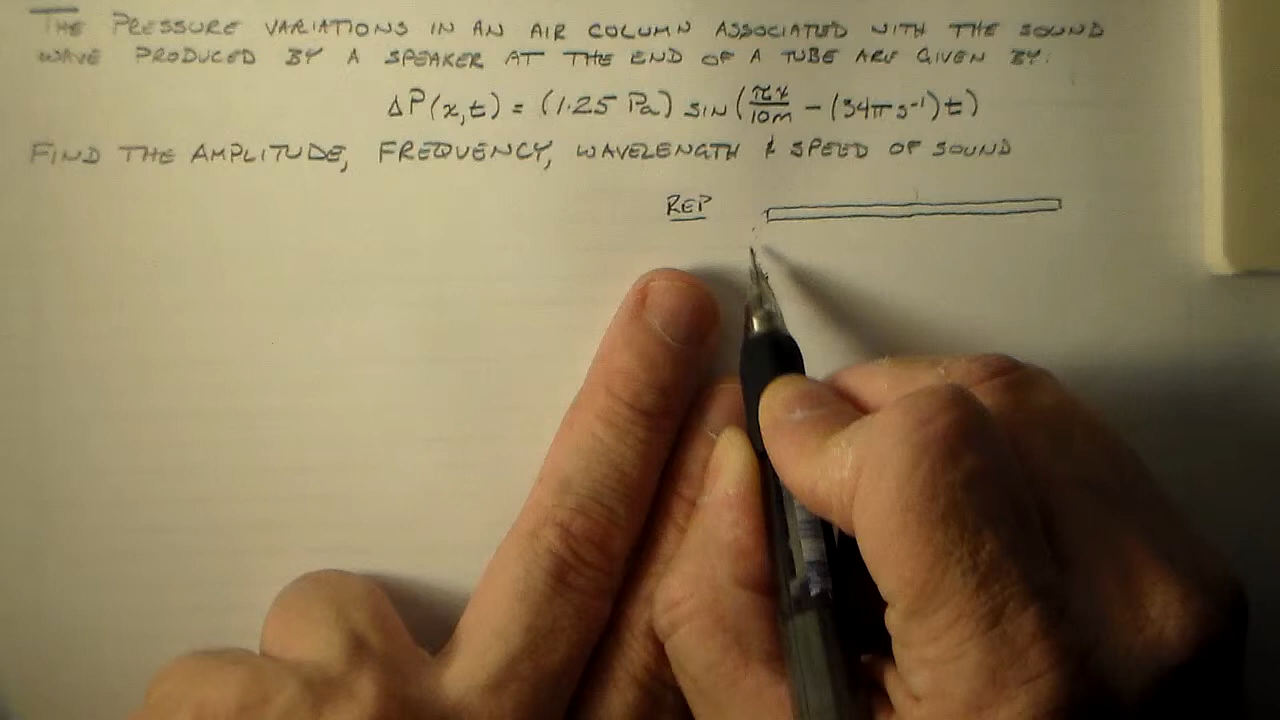 THE PRESSURE VARIATIONS IN AN AIR COLUMN ASSOCIATED WITH THE SOUND
WAVE PRODUCED BY A SPEAKER AT THE END OF A TUBE ARE GIVEN BY:
ΔP(x,t) = (1.25 Pa) SIN(πx/10m - (34π s⁻¹)t)
FIND THE AMPLITUDE, FREQUENCY, WAVELENGTH & SPEED OF SOUND
REP